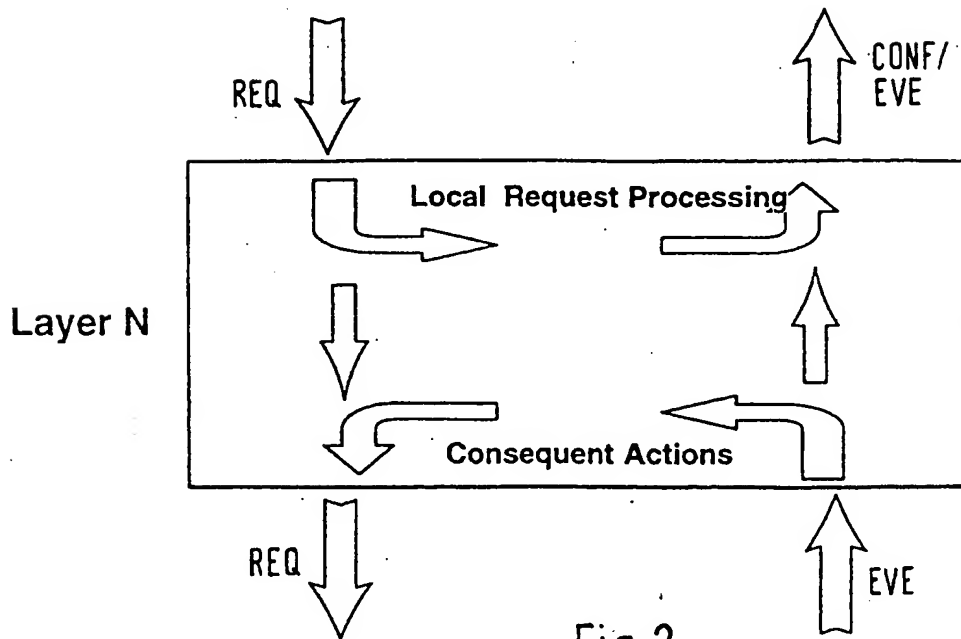 REQ
CONF/
EVE
Local Request Processing
Layer N
Consequent Actions
REQ
EVE
Fig. 2